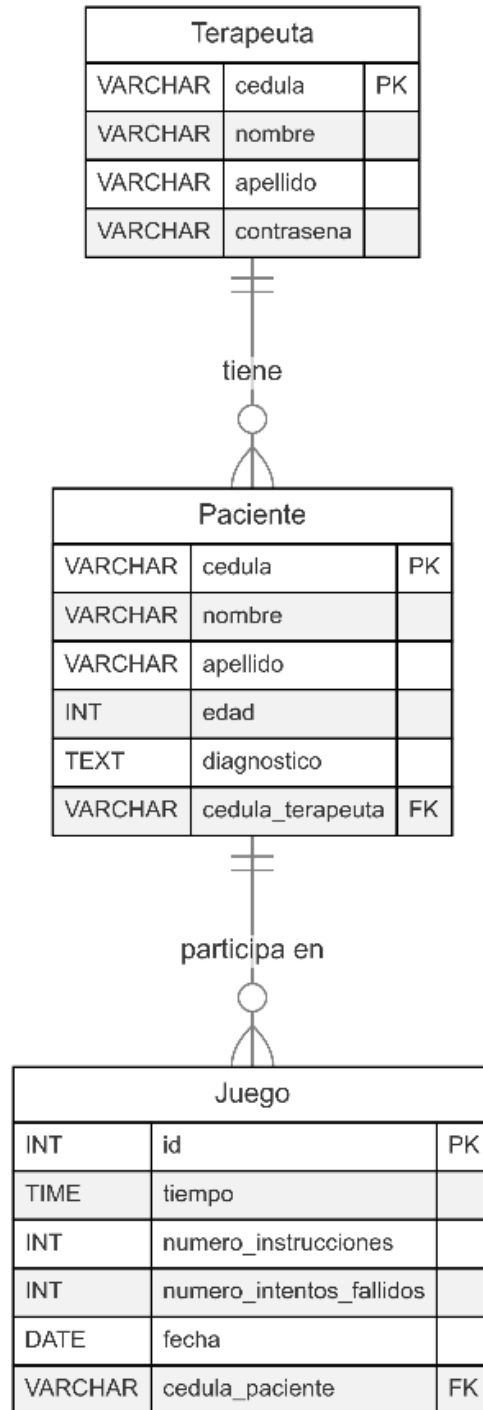 Terapeuta
VARCHAR cedula PK
VARCHAR nombre
VARCHAR apellido
VARCHAR contrasena
tiene
Paciente
VARCHAR cedula PK
VARCHAR nombre
VARCHAR apellido
INT edad
TEXT diagnostico
VARCHAR cedula_terapeuta FK
participa en
Juego
INT id PK
TIME tiempo
INT numero_instrucciones
INT numero_intentos_fallidos
DATE fecha
VARCHAR cedula_paciente FK